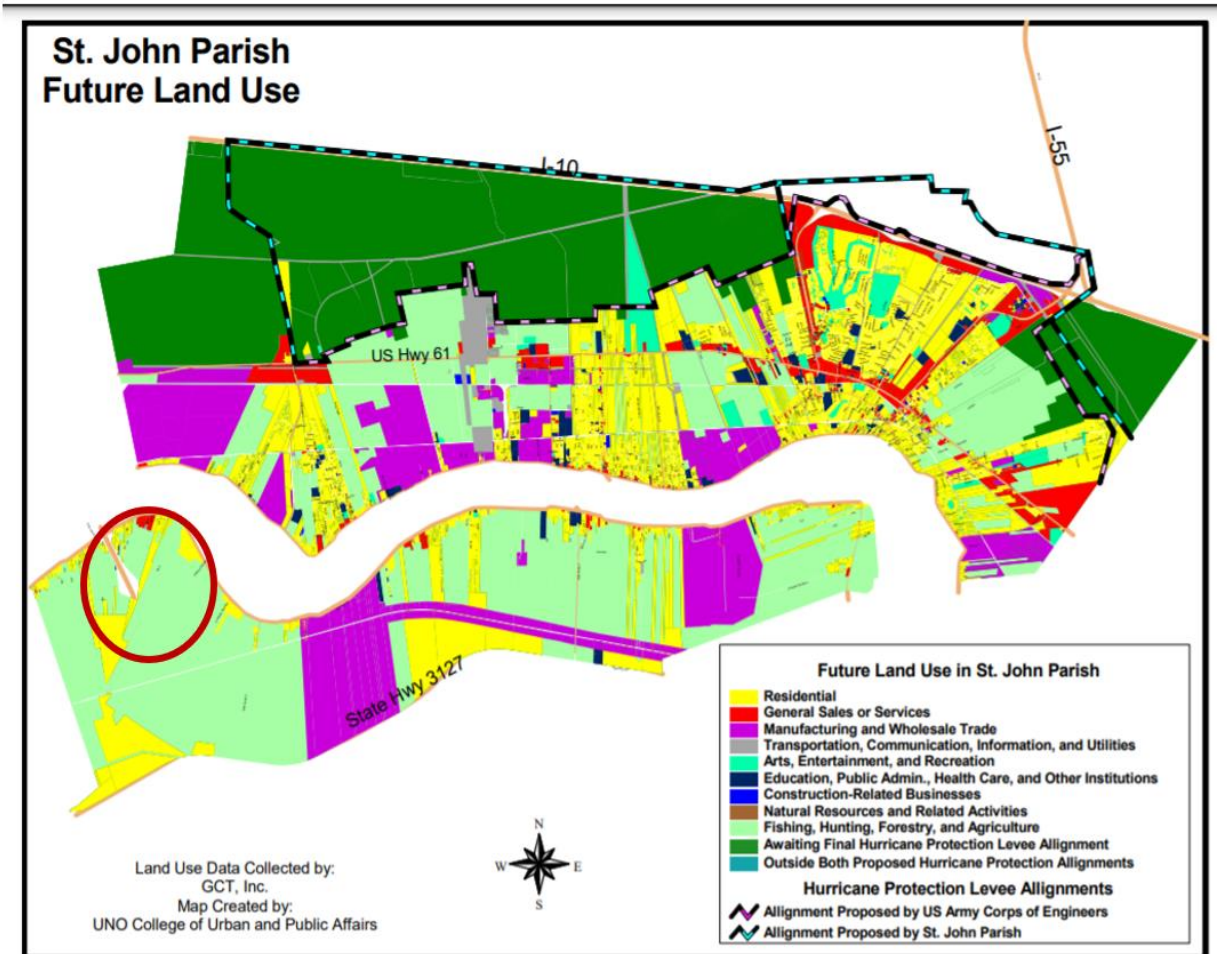 St. John Parish
Future Land Use
I-10
I-55
US Hwy 61
State Hwy 3127
Future Land Use in St. John Parish
Residential
General Sales or Services
Manufacturing and Wholesale Trade
Transportation, Communication, Information, and Utilities
Arts, Entertainment, and Recreation
Education, Public Admin., Health Care, and Other Institutions
Construction-Related Businesses
Natural Resources and Related Activities
Fishing, Hunting, Forestry, and Agriculture
Awaiting Final Hurricane Protection Levee Allignment
Outside Both Proposed Hurricane Protection Allignments
Hurricane Protection Levee Allignments
Allignment Proposed by US Army Corps of Engineers
Allignment Proposed by St. John Parish
N
W E
S
Land Use Data Collected by:
GCT, Inc.
Map Created by:
UNO College of Urban and Public Affairs